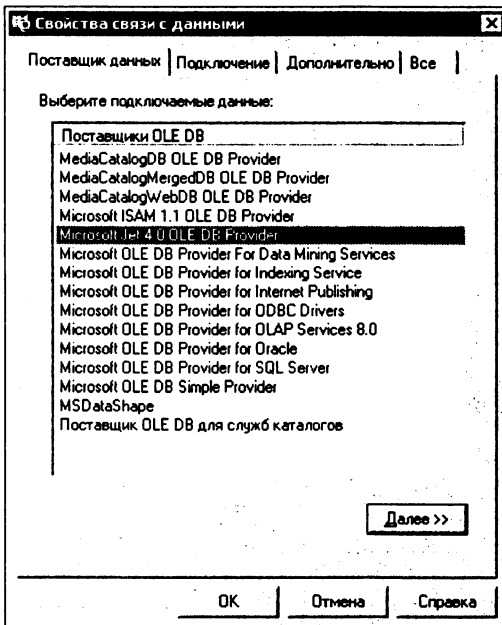 Свойства связи с данными
Поставщик данных Подключение Дополнительно Все
Выберите подключаемые данные:
Поставщики OLE DB
MediaCatalogDB OLE DB Provider
MediaCatalogMergedDB OLE DB Provider
MediaCatalogWebDB OLE DB Provider
Microsoft ISAM 1.1 OLE DB Provider
Microsoft Jet 4.0 OLE DB Provider
Microsoft OLE DB Provider For Data Mining Services
Microsoft OLE DB Provider for Indexing Service
Microsoft OLE DB Provider for Internet Publishing
Microsoft OLE DB Provider for ODBC Drivers
Microsoft OLE DB Provider for OLAP Services 8.0
Microsoft OLE DB Provider for Oracle
Microsoft OLE DB Provider for SQL Server
Microsoft OLE DB Simple Provider
MSDataShape
Поставщик OLE DB для служб каталогов
Далее >>
OK Отмена Справка